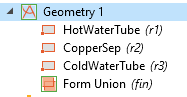 Geometry 1
HotWaterTube (r1)
CopperSep (r2)
ColdWaterTube (r3)
Form Union (fin)